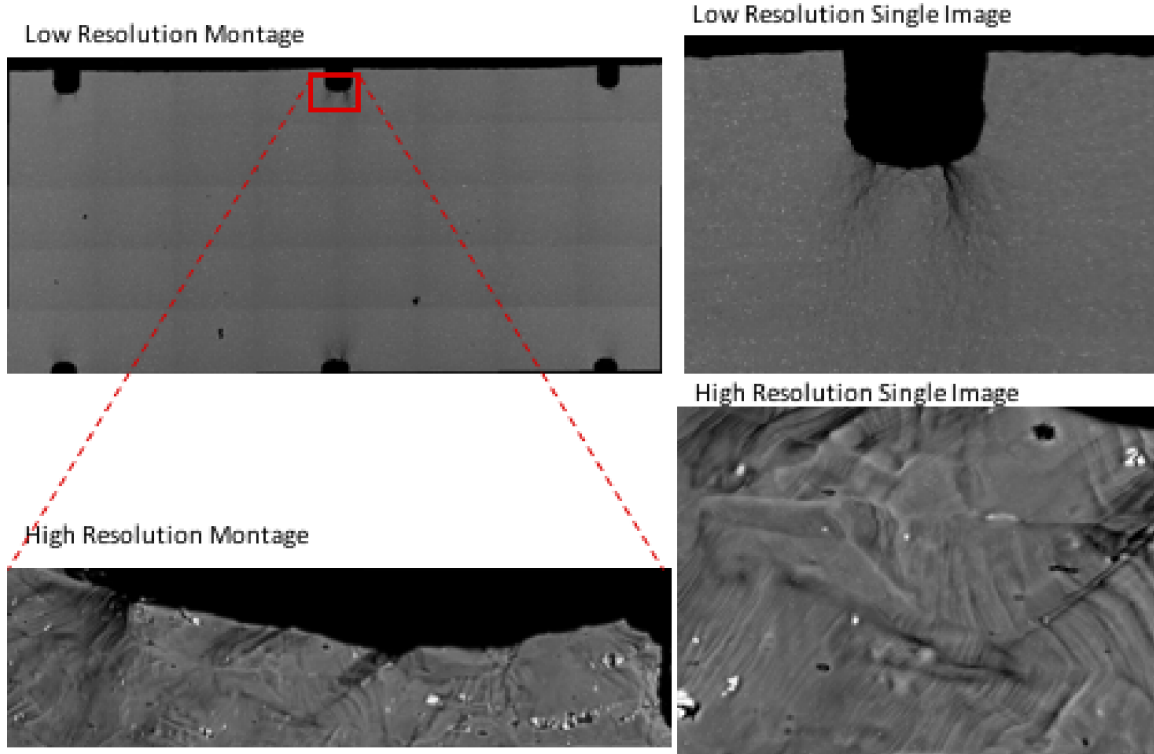 Low Resolution Montage
Low Resolution Single Image
High Resolution Single Image
High Resolution Montage